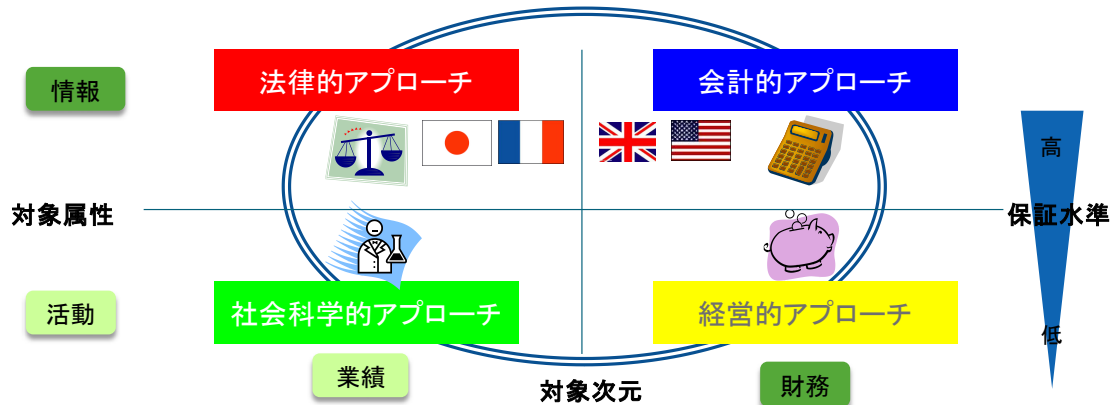 法律的アプローチ
会計的アプローチ
情報
高
対象属性
保証水準
社会科学的アプローチ
経営的アプローチ
活動
低
業績
対象次元
財務